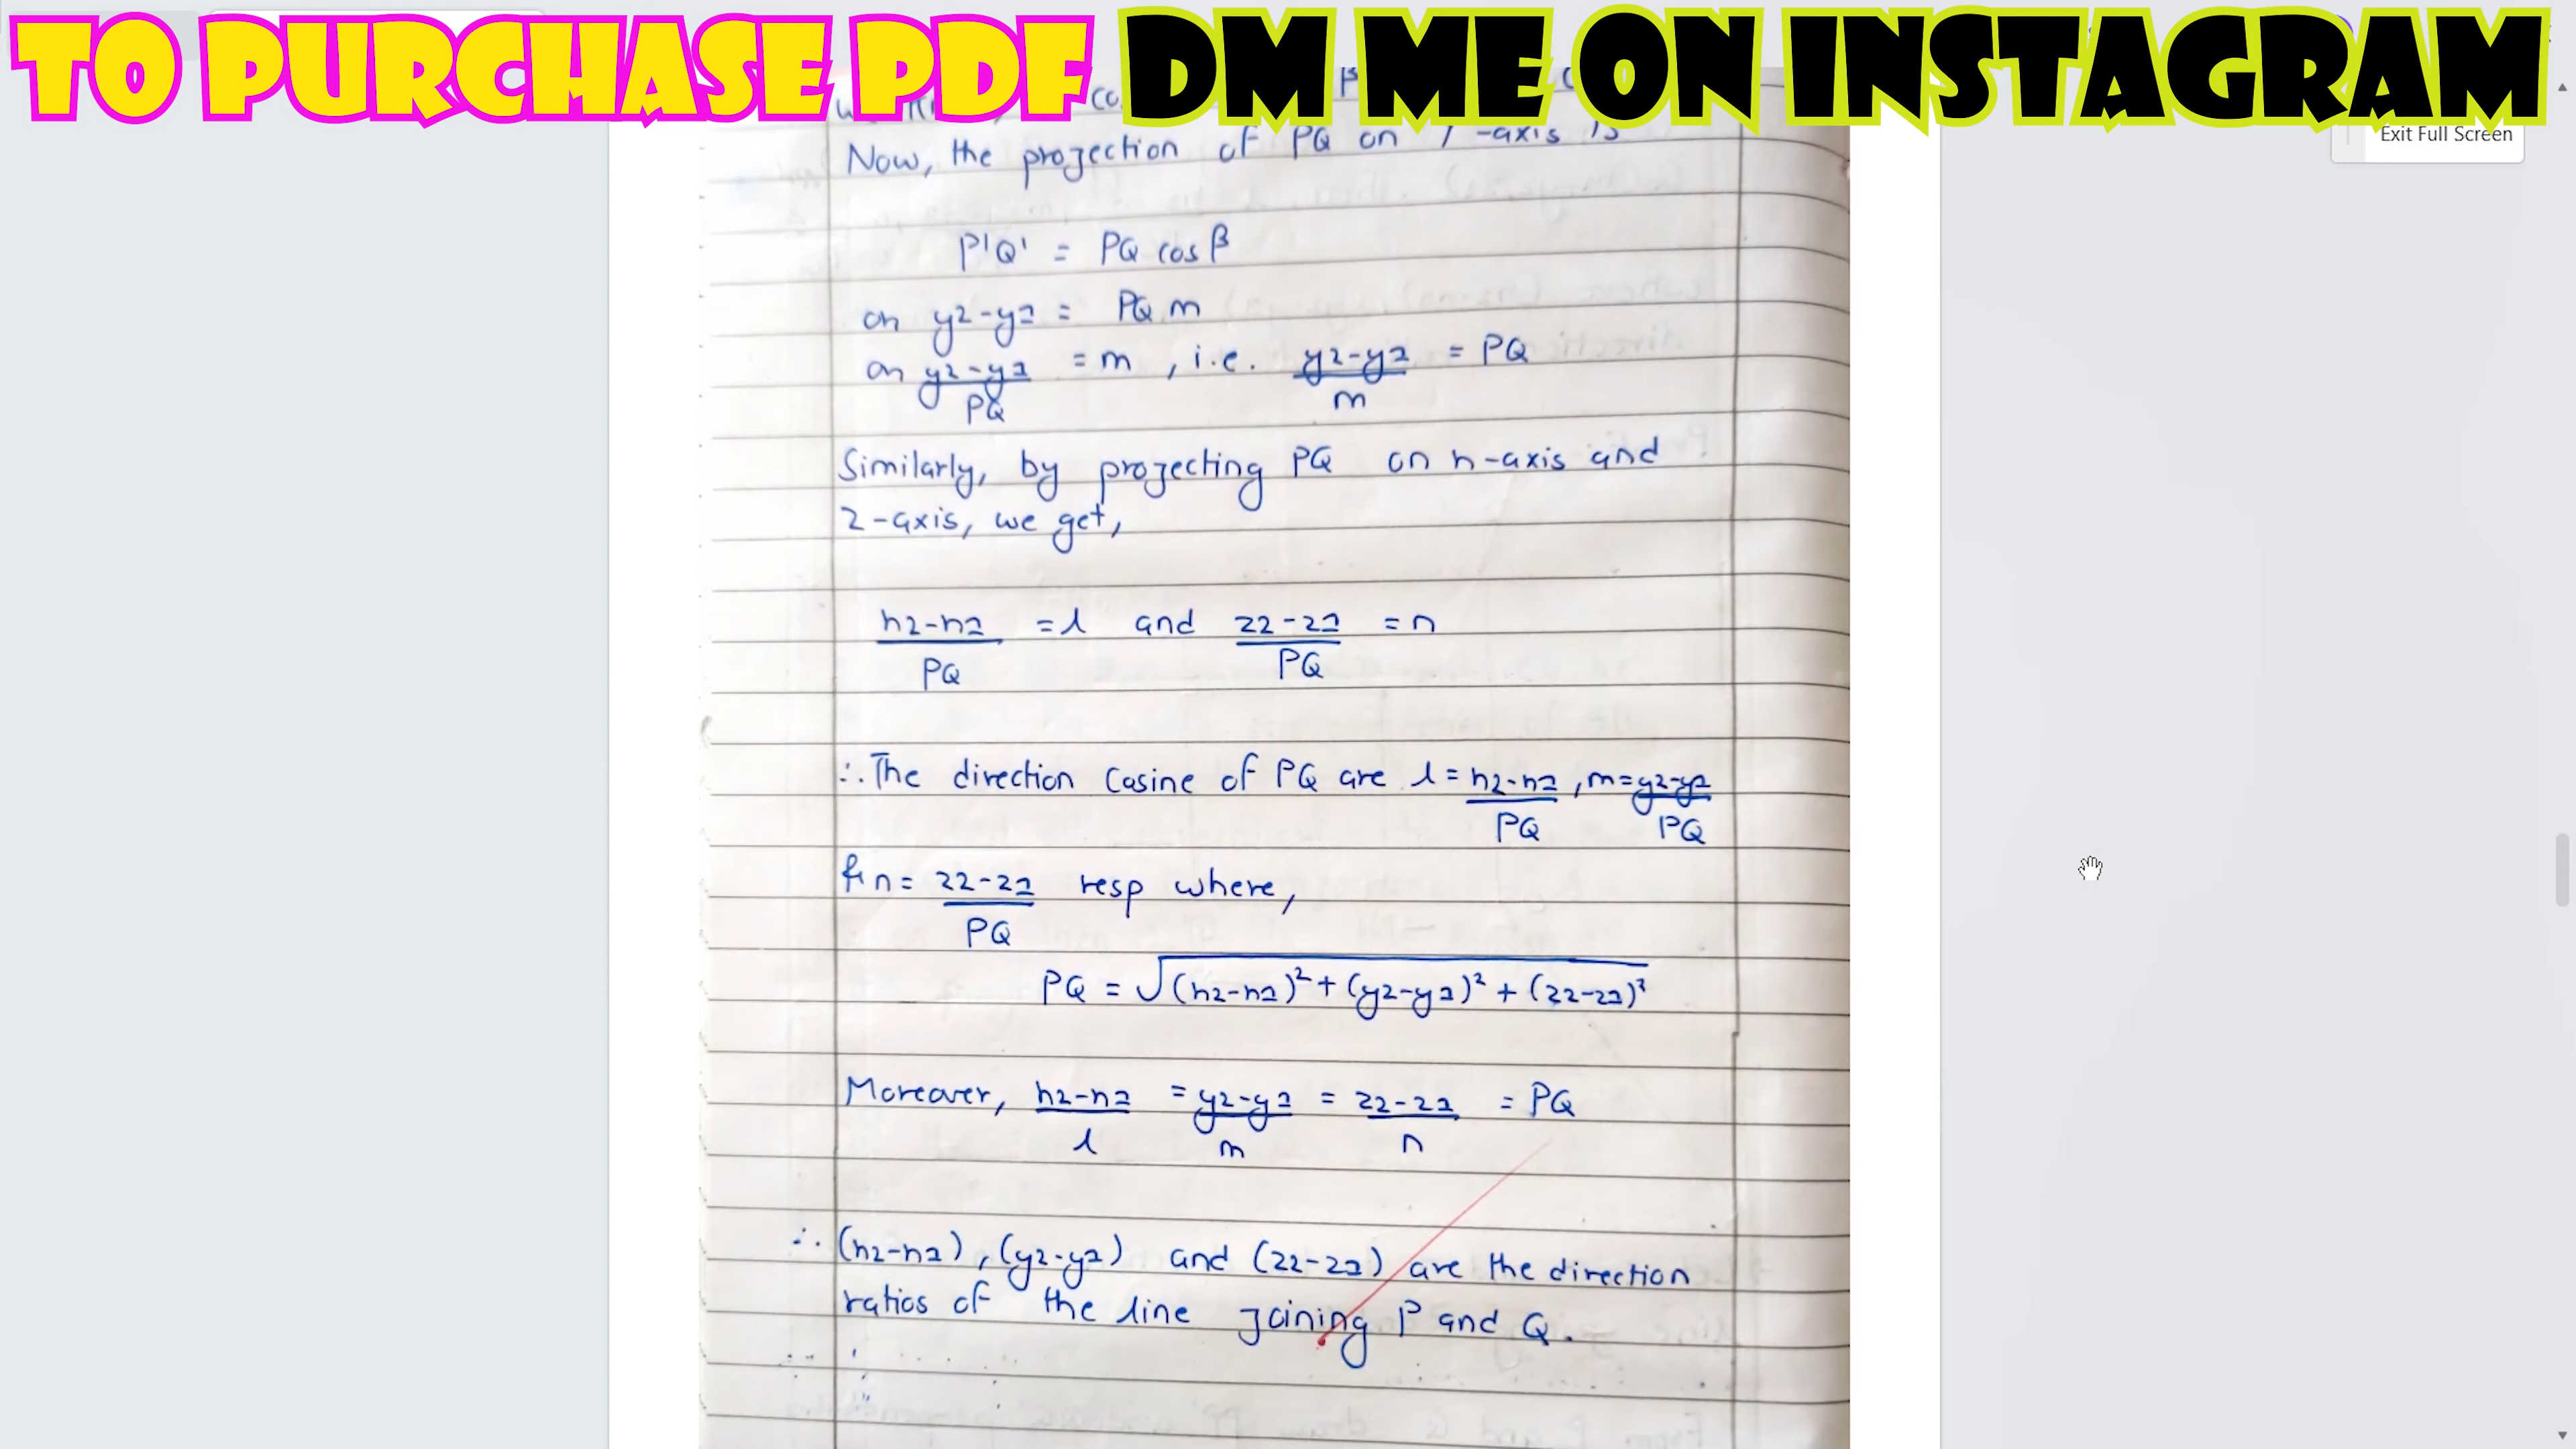 TO PURCHASE PDF DM ME ON INSTAGRAM
Exit Full Screen
Now, the projection of PQ on Y-axis is
P'Q' = PQ cos β
on y2-y1 = PQ m
on y2-y1/PQ = m, i.e. y2-y1/m = PQ
Similarly, by projecting PQ on x-axis and
z-axis, we get,
x2-x1/PQ = l and z2-z1/PQ = n
∴ The direction Cosine of PQ are l = x2-x1/PQ, m = y2-y1/PQ
& n = z2-z1/PQ resp where,
PQ = √(x2-x1)² + (y2-y1)² + (z2-z1)²
Moreover, x2-x1/l = y2-y1/m = z2-z1/n = PQ
∴ (x2-x1), (y2-y1) and (z2-z1) are the direction
ratios of the line joining P and Q.